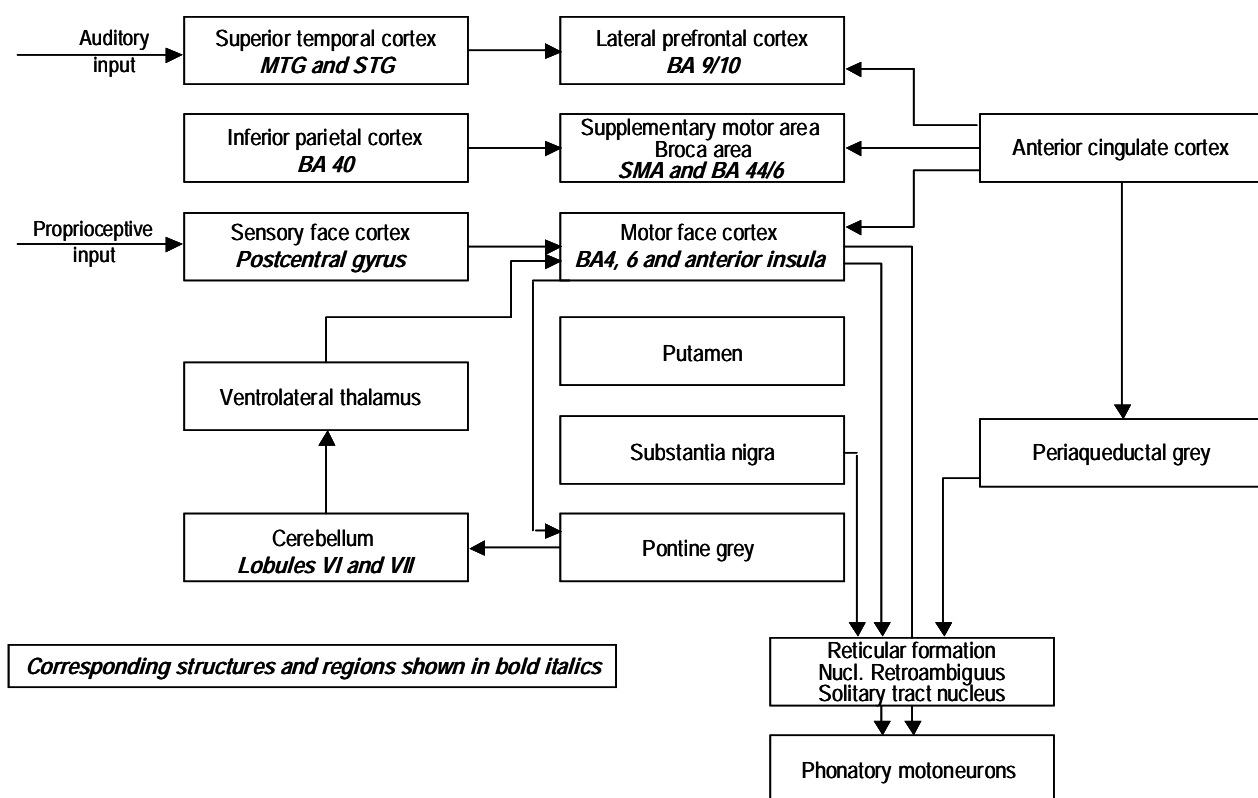 Auditory
input
Superior temporal cortex
MTG and STG
Lateral prefrontal cortex
BA 9/10
Inferior parietal cortex
BA 40
Supplementary motor area
Broca area
SMA and BA 44/6
Anterior cingulate cortex
Proprioceptive
input
Sensory face cortex
Postcentral gyrus
Motor face cortex
BA4, 6 and anterior insula
Putamen
Ventrolateral thalamus
Substantia nigra
Periaqueductal grey
Cerebellum
Lobules VI and VII
Pontine grey
Corresponding structures and regions shown in bold italics
Reticular formation
Nucl. Retroambiguus
Solitary tract nucleus
Phonatory motoneurons